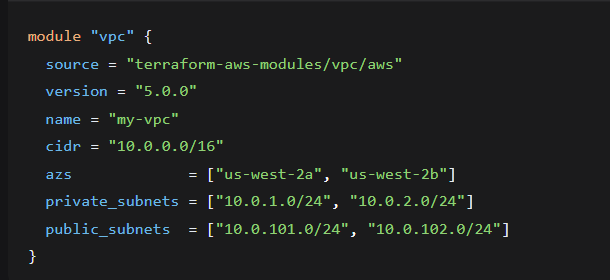 module "vpc" {
  source = "terraform-aws-modules/vpc/aws"
  version = "5.0.0"
  name = "my-vpc"
  cidr = "10.0.0.0/16"
  azs             = ["us-west-2a", "us-west-2b"]
  private_subnets = ["10.0.1.0/24", "10.0.2.0/24"]
  public_subnets  = ["10.0.101.0/24", "10.0.102.0/24"]
}